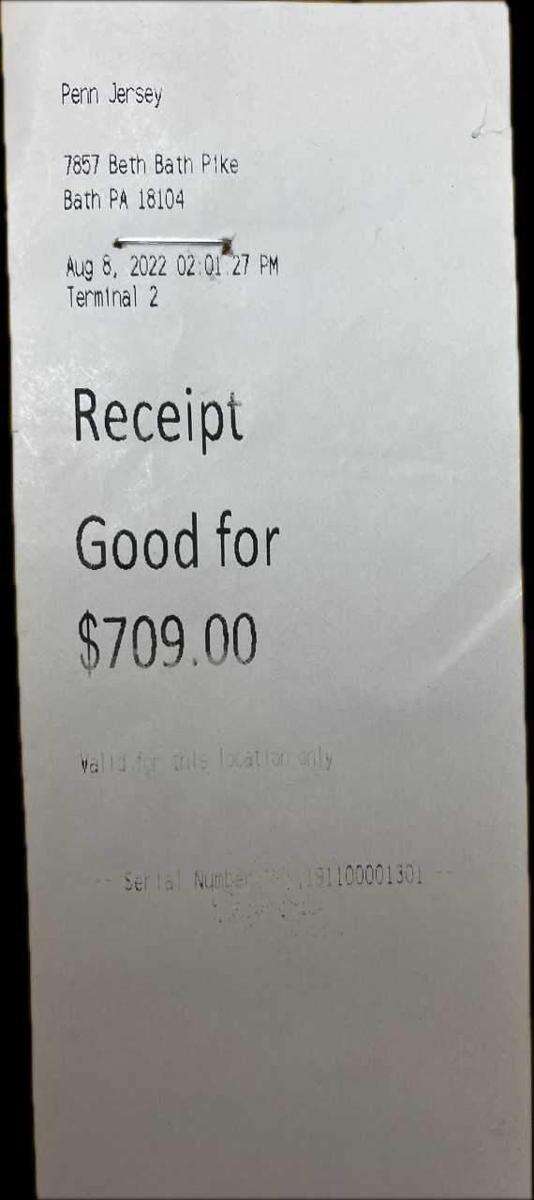 Penn Jersey
7857 Beth Bath Pike
Bath PA 18104
Aug 8, 2022 02:01:27 PM
Terminal 2
Receipt
Good for
$709.00
Valid for this location only
-- Serial Number 191100001301 --